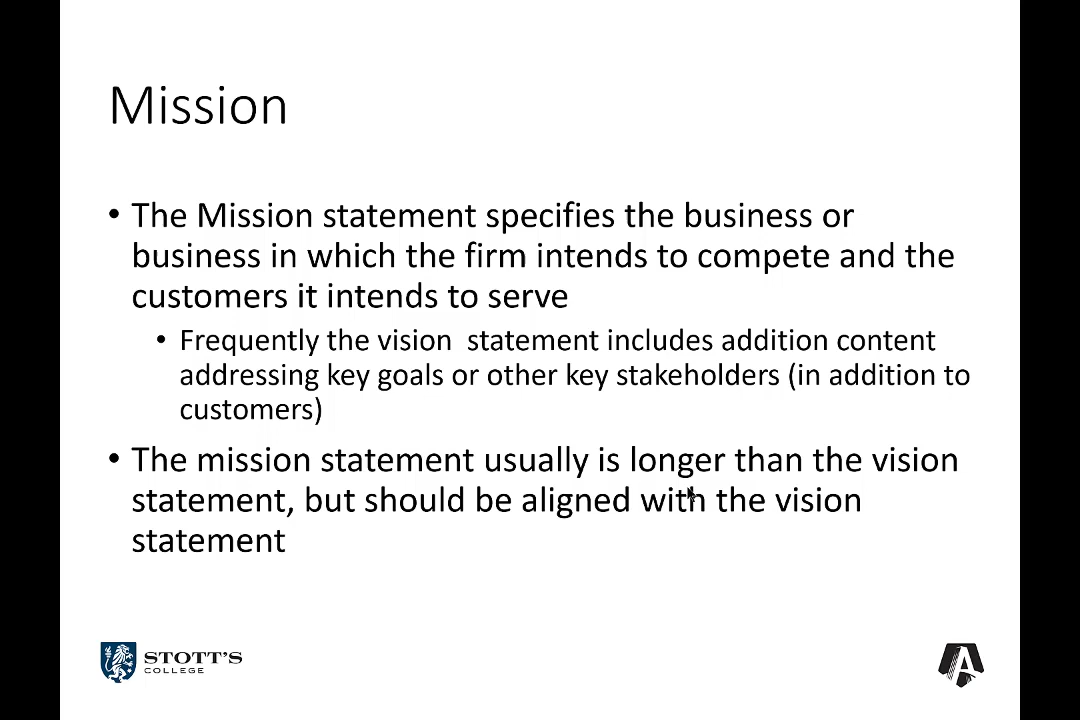 Mission
• The Mission statement specifies the business or
business in which the firm intends to compete and the
customers it intends to serve
• Frequently the vision  statement includes addition content
addressing key goals or other key stakeholders (in addition to
customers)
• The mission statement usually is longer than the vision
statement, but should be aligned with the vision
statement
STOTT'S
COLLEGE
A